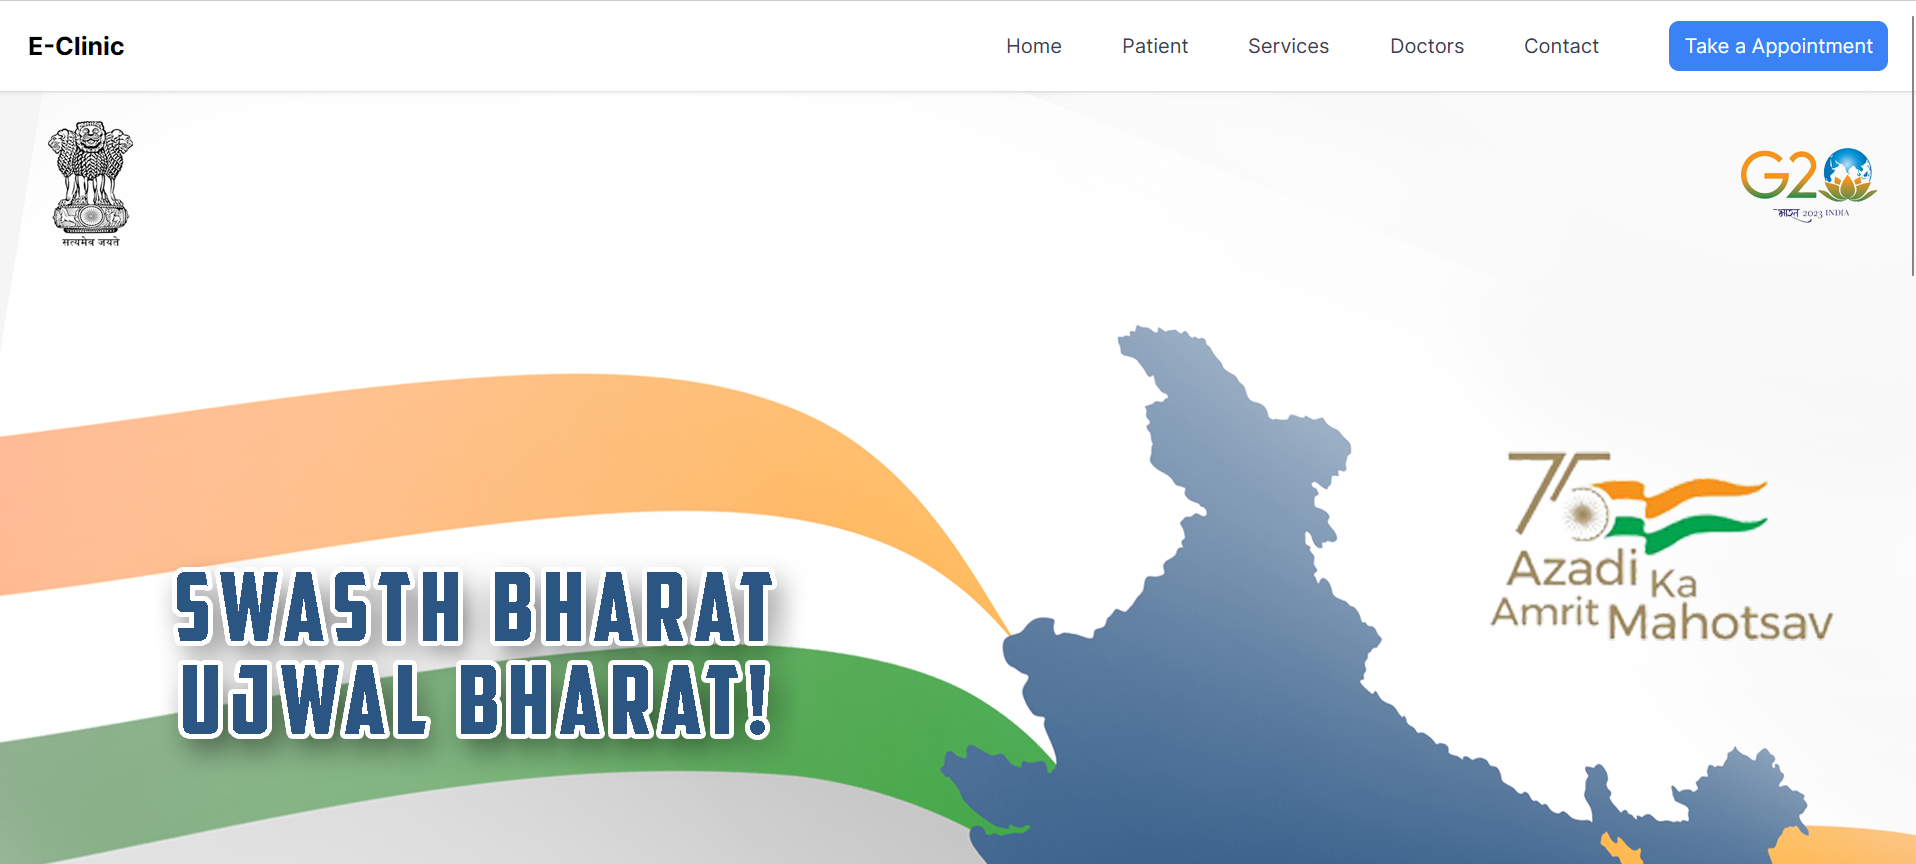 E-Clinic
Home Patient Services Doctors Contact Take a Appointment
सत्यमेव जयते
G20
भारत 2023 INDIA
75
Azadi Ka
Amrit Mahotsav
SWASTH BHARAT
UJWAL BHARAT!